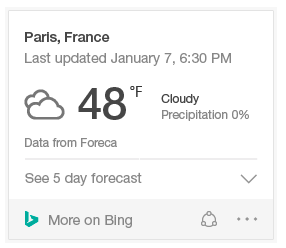 Paris, France
Last updated January 7, 6:30 PM
48 °F
Cloudy
Precipitation 0%
Data from Foreca
See 5 day forecast
More on Bing